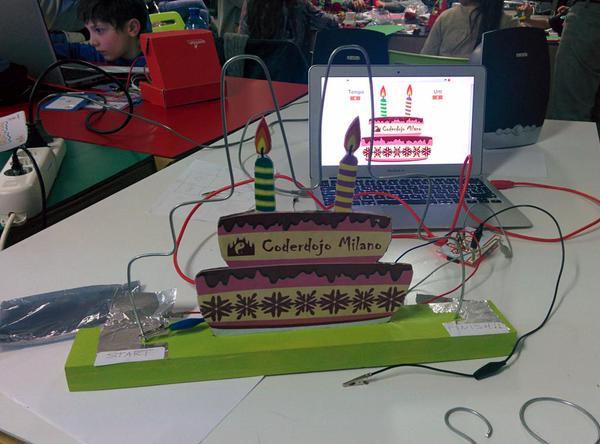 Tempo
Urti
Coderdojo Milano
Coderdojo Milano
START
FINISH!!